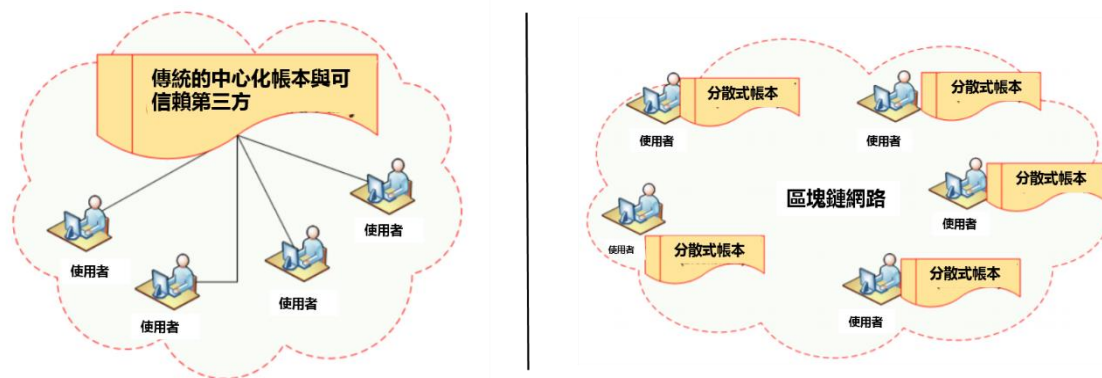 傳統的中心化帳本與可
信賴第三方
使用者
使用者
使用者
使用者
分散式帳本
使用者
分散式帳本
使用者
區塊鏈網路
分散式帳本
使用者
使用者
分散式帳本
分散式帳本
使用者